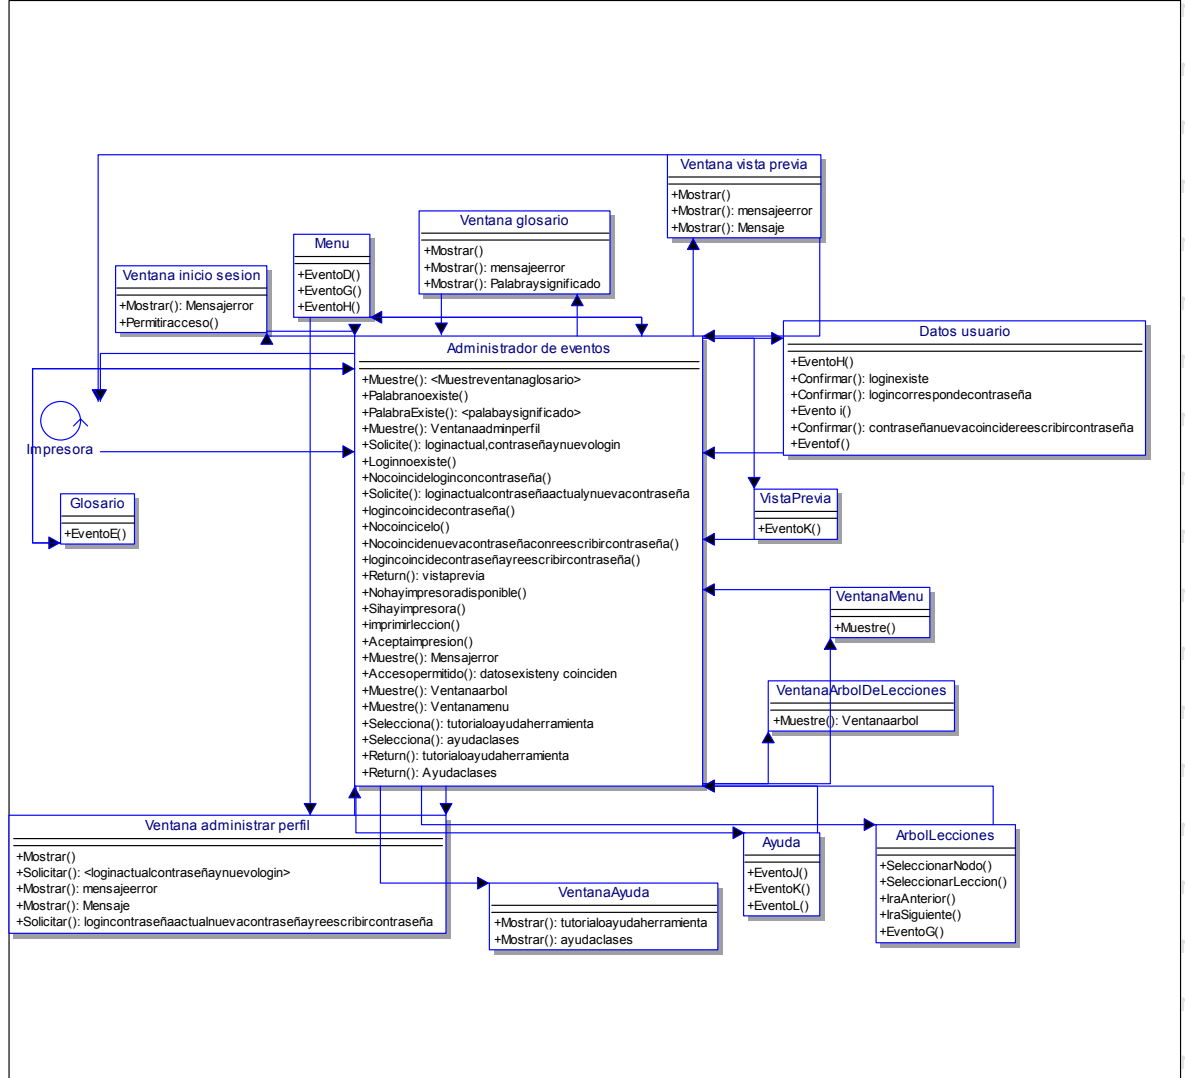 Ventana vista previa
+Mostrar()
+Mostrar(): mensajeerror
+Mostrar(): Mensaje
Ventana glosario
+Mostrar()
+Mostrar(): mensajeerror
+Mostrar(): Palabraysignificado
Menu
+EventoD()
+EventoG()
+EventoH()
Ventana inicio sesion
+Mostrar(): Mensajerror
+Permitiracceso()
Datos usuario
+EventoH()
+Confirmar(): loginexiste
+Confirmar(): logincorrespondecontraseña
+Evento i()
+Confirmar(): contraseñanuevacoincidereescribircontraseña
+Eventof()
Administrador de eventos
+Muestre(): <Muestreventanaglosario>
+Palabranoexiste()
+PalabraExiste(): <palabaysignificado>
+Muestre(): Ventanaadminperfil
+Solicite(): loginactual,contraseñaynuevologin
+Loginnoexiste()
+Nocoincideloginconcontraseña()
+Solicite(): loginactualcontraseñaactualynuevacontraseña
+logincoincidecontraseña()
+Nocoincicelo()
+Nocoincidenuevacontraseñaconreescribircontraseña()
+logincoincidecontraseñayreescribircontraseña()
+Return(): vistaprevia
+Nohayimpresoradisponible()
+Sihayimpresora()
+imprimirleccion()
+Aceptaimpresion()
+Muestre(): Mensajerror
+Accesopermitido(): datosexisteny coinciden
+Muestre(): Ventanaarbol
+Muestre(): Ventanamenu
+Selecciona(): tutorialoayudaherramienta
+Selecciona(): ayudaclases
+Return(): tutorialoayudaherramienta
+Return(): Ayudaclases
Impresora
Glosario
+EventoE()
VistaPrevia
+EventoK()
VentanaMenu
+Muestre()
VentanaArbolDeLecciones
+Muestre(): Ventanaarbol
Ventana administrar perfil
+Mostrar()
+Solicitar(): <loginactualcontraseñaynuevologin>
+Mostrar(): mensajeerror
+Mostrar(): Mensaje
+Solicitar(): logincontraseñaactualnuevacontraseñayreescribircontraseña
VentanaAyuda
+Mostrar(): tutorialoayudaherramienta
+Mostrar(): ayudaclases
Ayuda
+EventoJ()
+EventoK()
+EventoL()
ArbolLecciones
+SeleccionarNodo()
+SeleccionarLeccion()
+IraAnterior()
+IraSiguiente()
+EventoG()